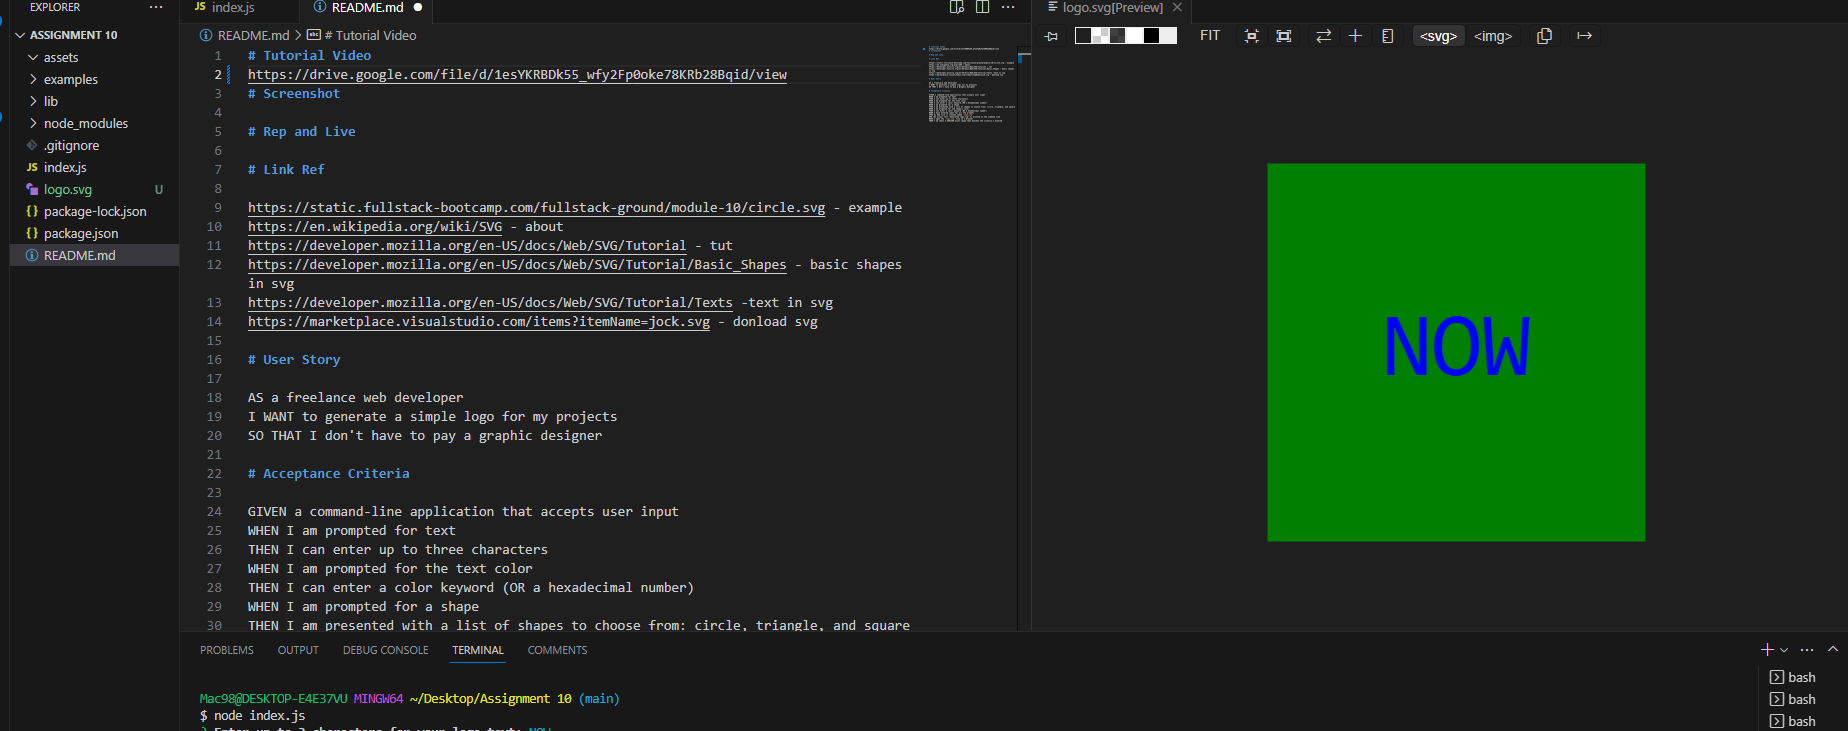 EXPLORER
ASSIGNMENT 10
assets
examples
lib
node_modules
.gitignore
JS index.js
logo.svg U
{} package-lock.json
{} package.json
README.md
JS index.js
README.md
README.md > # Tutorial Video
1 # Tutorial Video
2 https://drive.google.com/file/d/1esYKRBDk55_wfy2Fp0oke78KRb28Bqid/view
3 # Screenshot
4
5 # Rep and Live
6
7 # Link Ref
8
9 https://static.fullstack-bootcamp.com/fullstack-ground/module-10/circle.svg - example
10 https://en.wikipedia.org/wiki/SVG - about
11 https://developer.mozilla.org/en-US/docs/Web/SVG/Tutorial - tut
12 https://developer.mozilla.org/en-US/docs/Web/SVG/Tutorial/Basic_Shapes - basic shapes
in svg
13 https://developer.mozilla.org/en-US/docs/Web/SVG/Tutorial/Texts -text in svg
14 https://marketplace.visualstudio.com/items?itemName=jock.svg - donload svg
15
16 # User Story
17
18 AS a freelance web developer
19 I WANT to generate a simple logo for my projects
20 SO THAT I don't have to pay a graphic designer
21
22 # Acceptance Criteria
23
24 GIVEN a command-line application that accepts user input
25 WHEN I am prompted for text
26 THEN I can enter up to three characters
27 WHEN I am prompted for the text color
28 THEN I can enter a color keyword (OR a hexadecimal number)
29 WHEN I am prompted for a shape
30 THEN I am presented with a list of shapes to choose from: circle, triangle, and square
logo.svg[Preview]
FIT
<svg>
<img>
NOW
PROBLEMS
OUTPUT
DEBUG CONSOLE
TERMINAL
COMMENTS
Mac98@DESKTOP-E4E37VU MINGW64 ~/Desktop/Assignment 10 (main)
$ node index.js
? Enter up to 3 characters for your logo text: NOW
bash
bash
bash